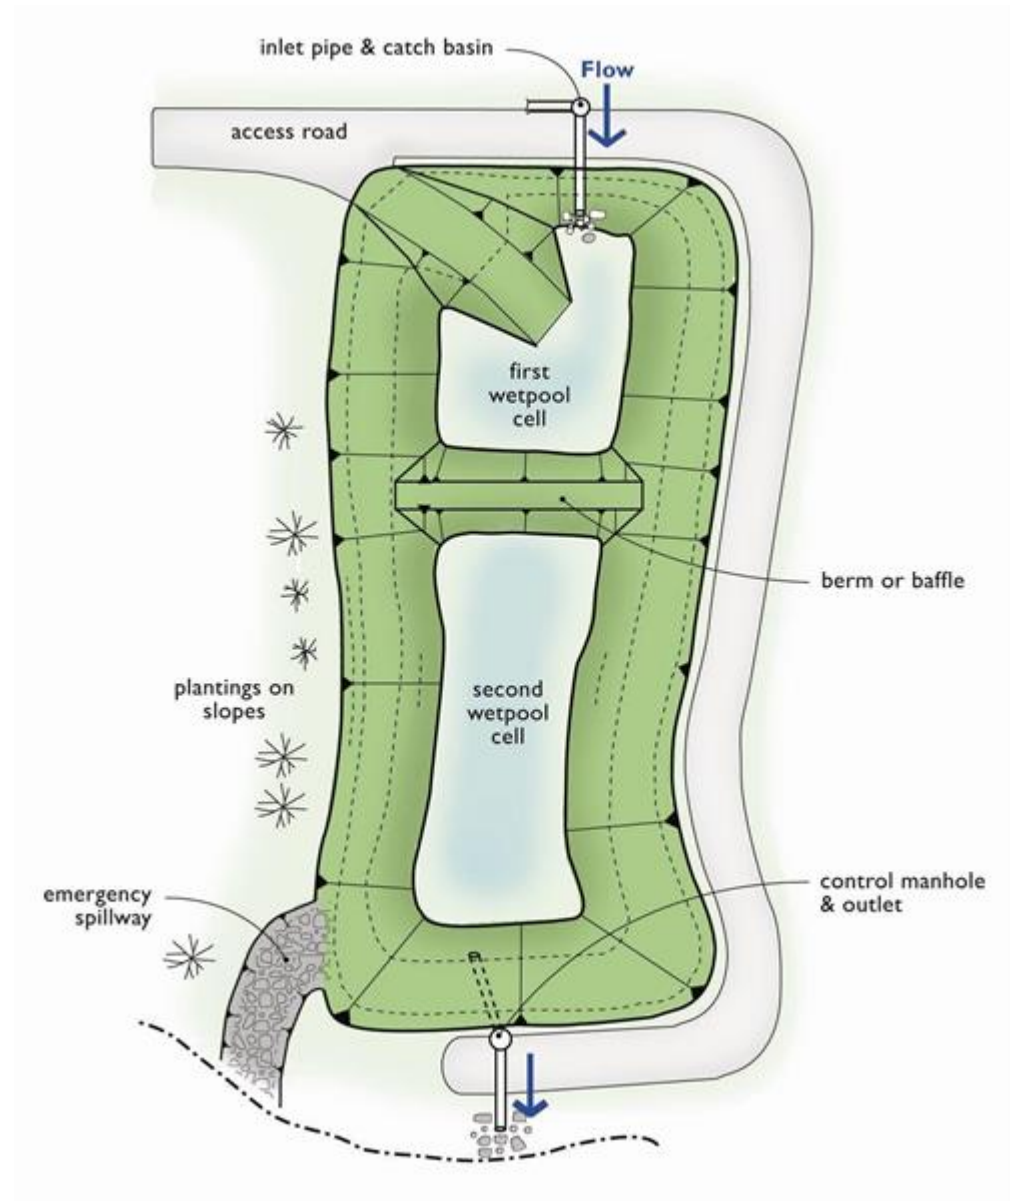 inlet pipe & catch basin
Flow
access road
first
wetpool
cell
berm or baffle
second
wetpool
cell
plantings on
slopes
emergency
spillway
control manhole
& outlet